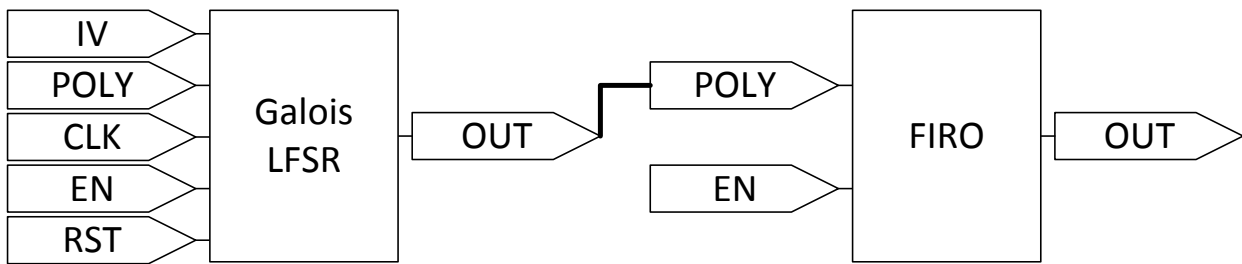 IV
POLY
CLK
EN
RST
Galois
LFSR
OUT
POLY
EN
FIRO
OUT